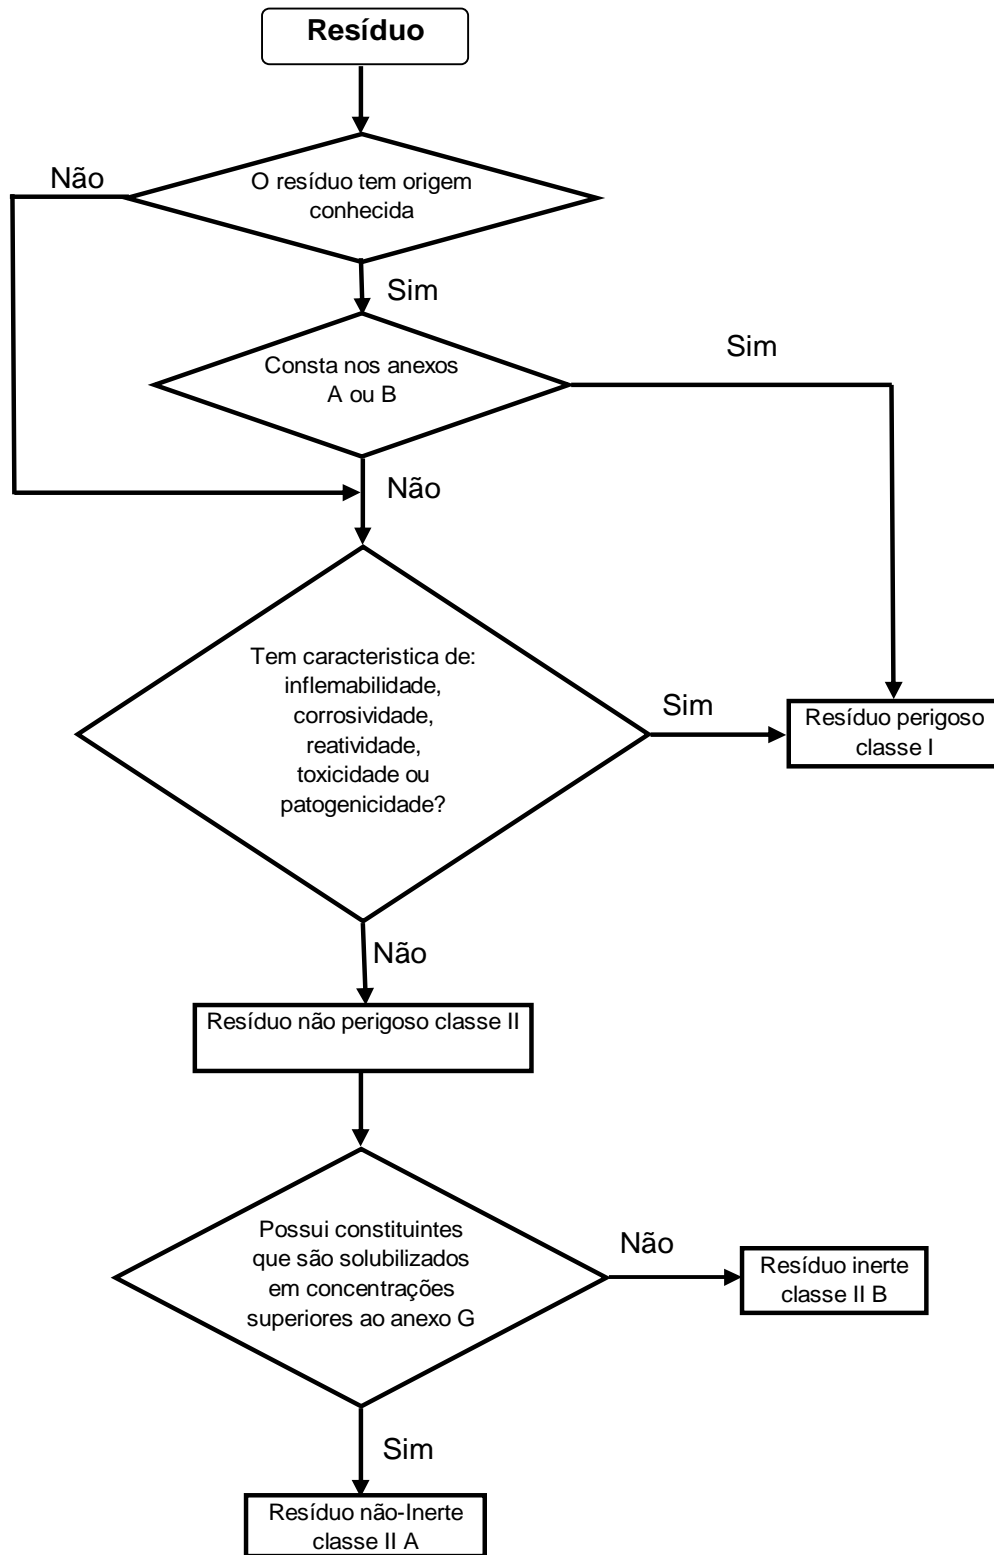 Resíduo
Não
O resíduo tem origem
conhecida
Sim
Consta nos anexos
A ou B
Sim
Não
Tem caracteristica de:
inflemabilidade,
corrosividade,
reatividade,
toxicidade ou
patogenicidade?
Sim
Resíduo perigoso
classe I
Não
Resíduo não perigoso classe II
Possui constituintes
que são solubilizados
em concentrações
superiores ao anexo G
Não
Resíduo inerte
classe II B
Sim
Resíduo não-Inerte
classe II A